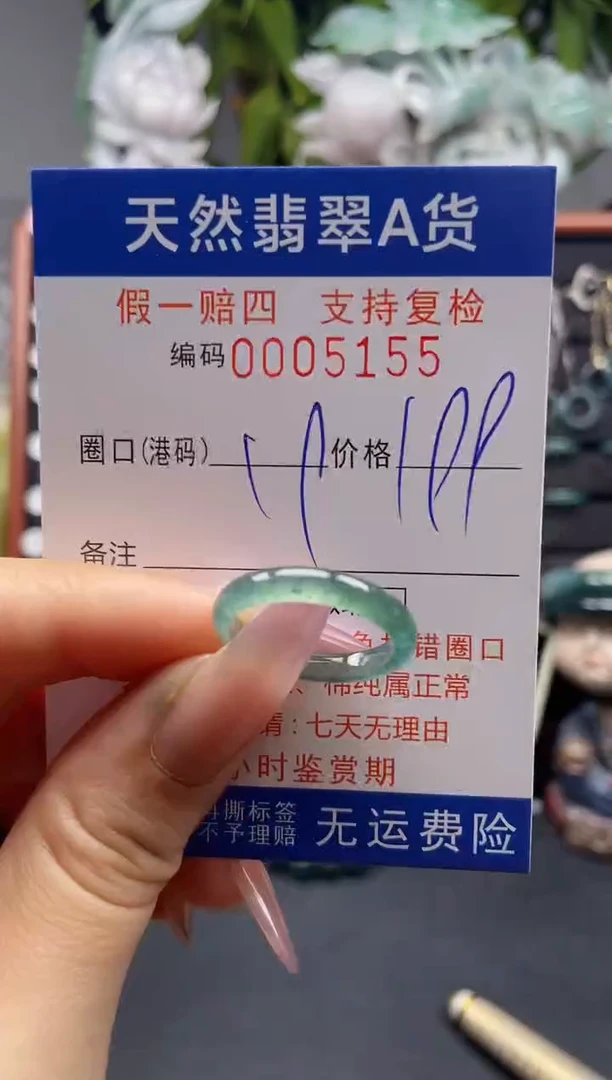 天然翡翠A货
假一赔四 支持复检
编码0005155
圈口(港码) 19 价格 199
备注
错圈口
棉纯属正常
:七天无理由
小时鉴赏期
撕标签
不予理赔
无运费险